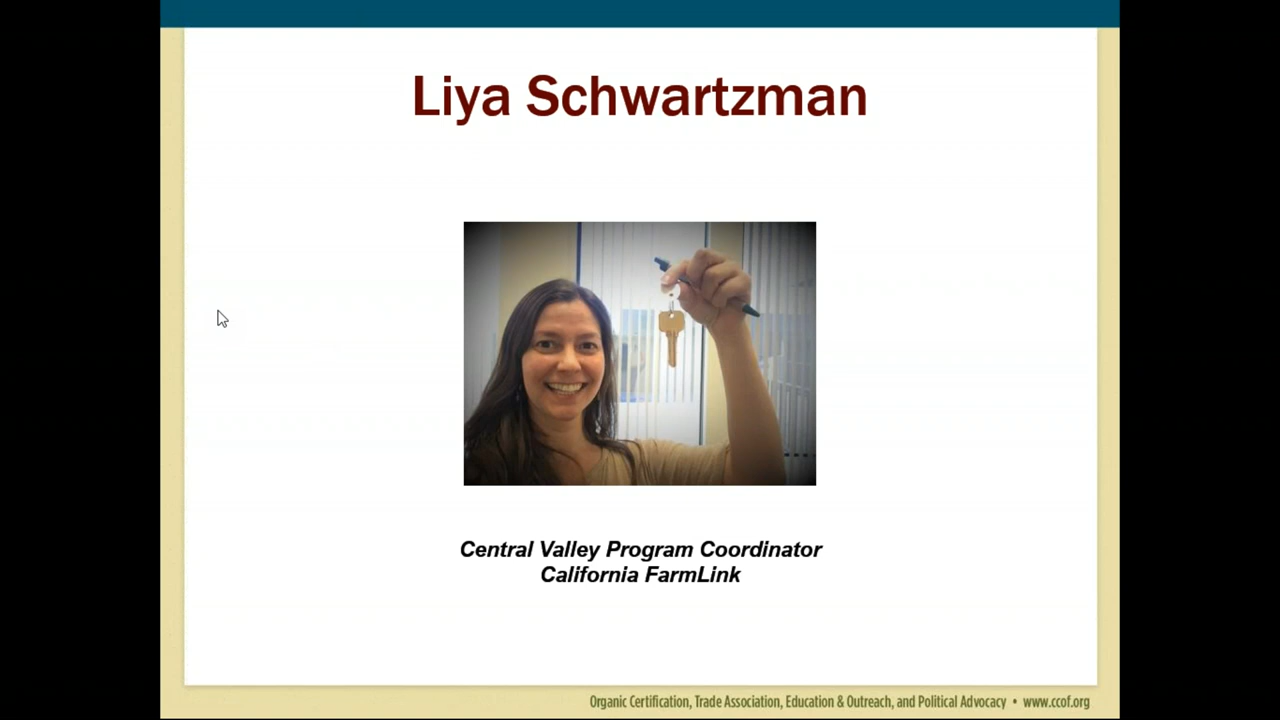 Liya Schwartzman
Central Valley Program Coordinator
California FarmLink
Organic Certification, Trade Association, Education & Outreach, and Political Advocacy • www.ccof.org